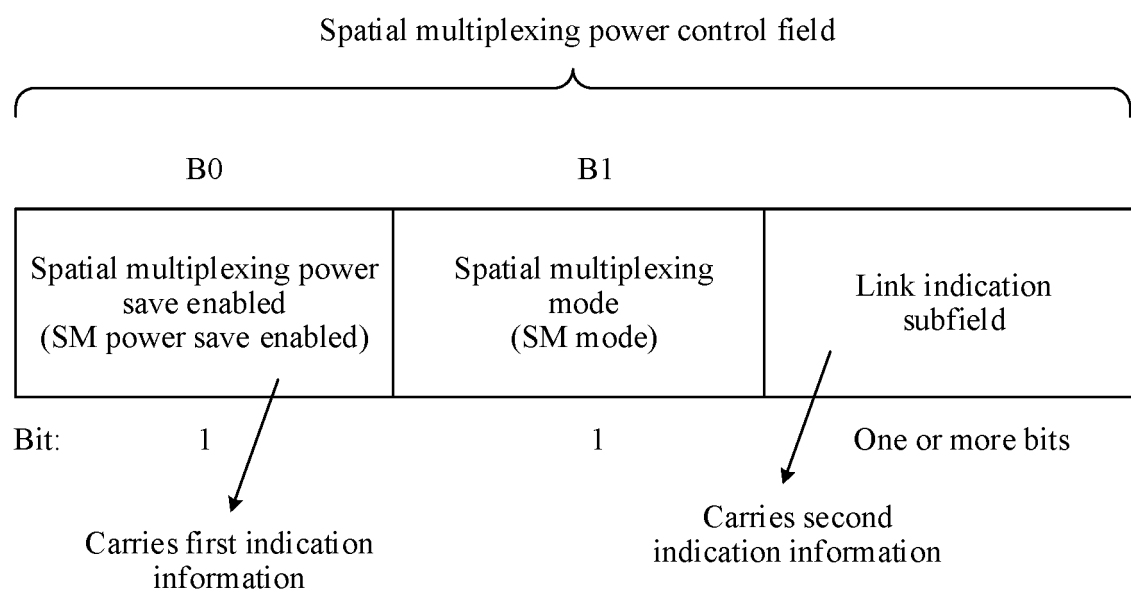 Spatial multiplexing power control field
B0 B1
Spatial multiplexing power
save enabled
(SM power save enabled)
Spatial multiplexing
mode
(SM mode)
Link indication
subfield
Bit: 1 1 One or more bits
Carries first indication
information
Carries second
indication information